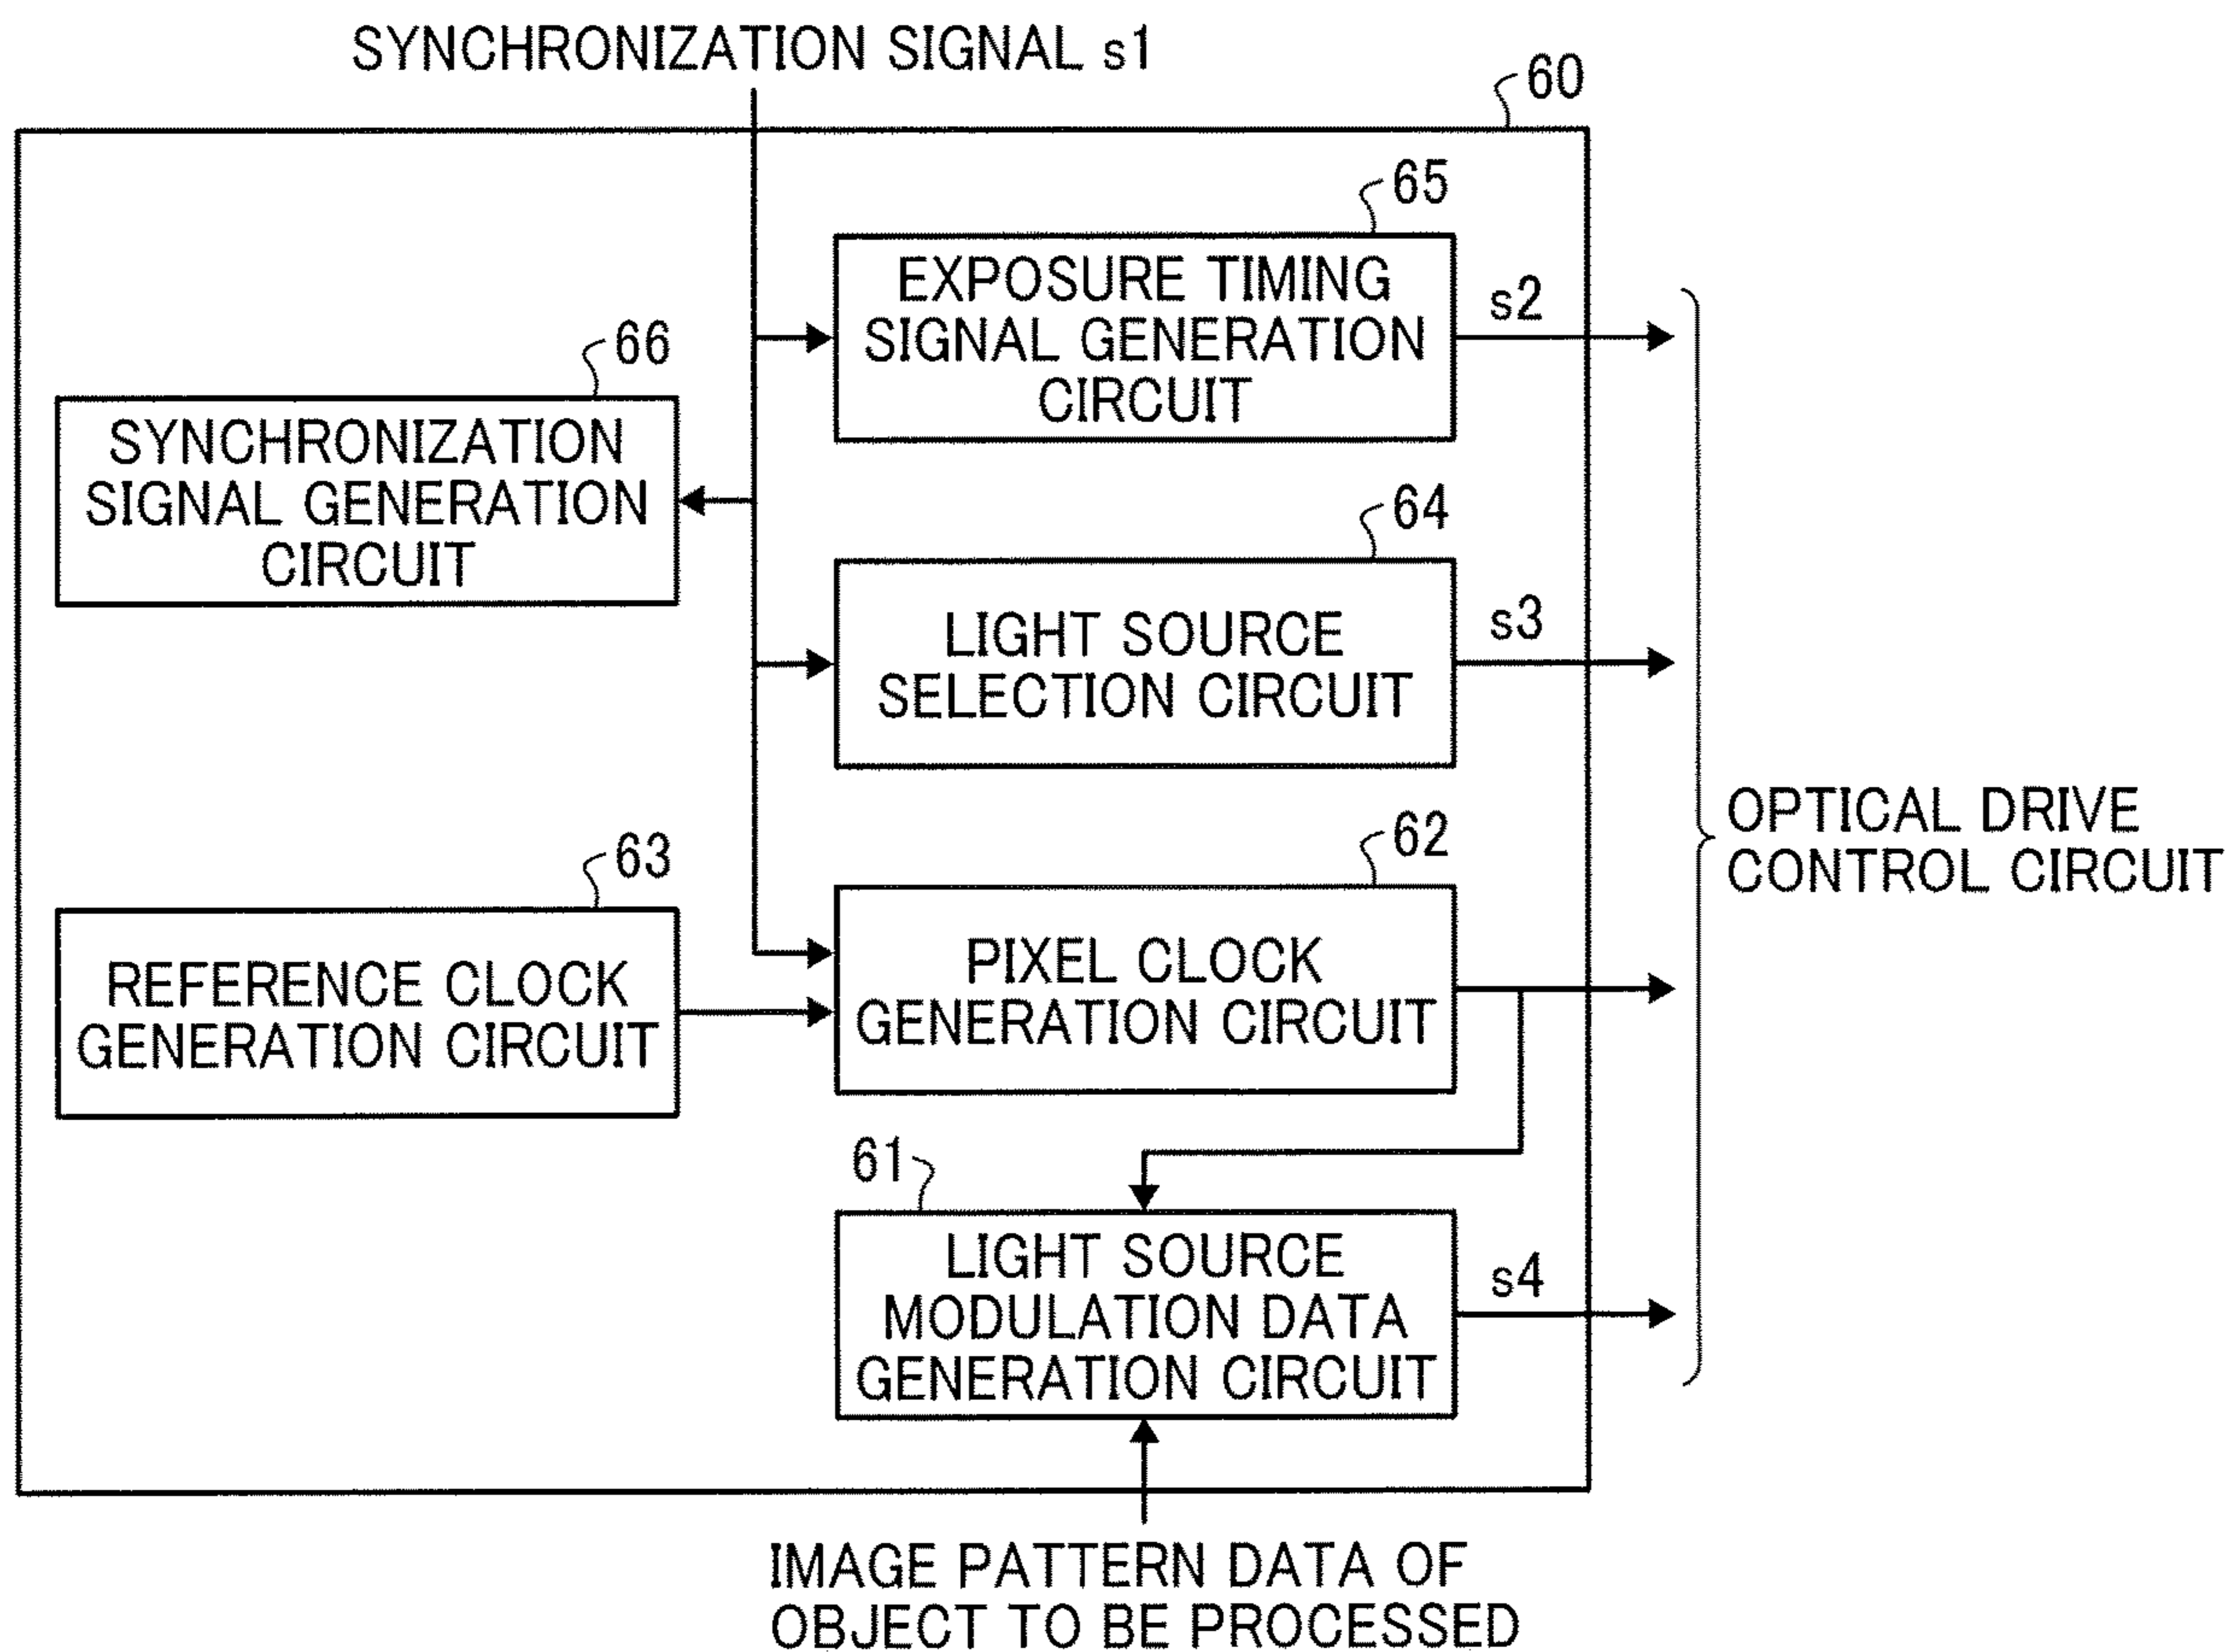 SYNCHRONIZATION SIGNAL s1
60
65
EXPOSURE TIMING
SIGNAL GENERATION
CIRCUIT
s2
66
SYNCHRONIZATION
SIGNAL GENERATION
CIRCUIT
64
LIGHT SOURCE
SELECTION CIRCUIT
s3
OPTICAL DRIVE
CONTROL CIRCUIT
63
REFERENCE CLOCK
GENERATION CIRCUIT
62
PIXEL CLOCK
GENERATION CIRCUIT
61
LIGHT SOURCE
MODULATION DATA
GENERATION CIRCUIT
s4
IMAGE PATTERN DATA OF
OBJECT TO BE PROCESSED